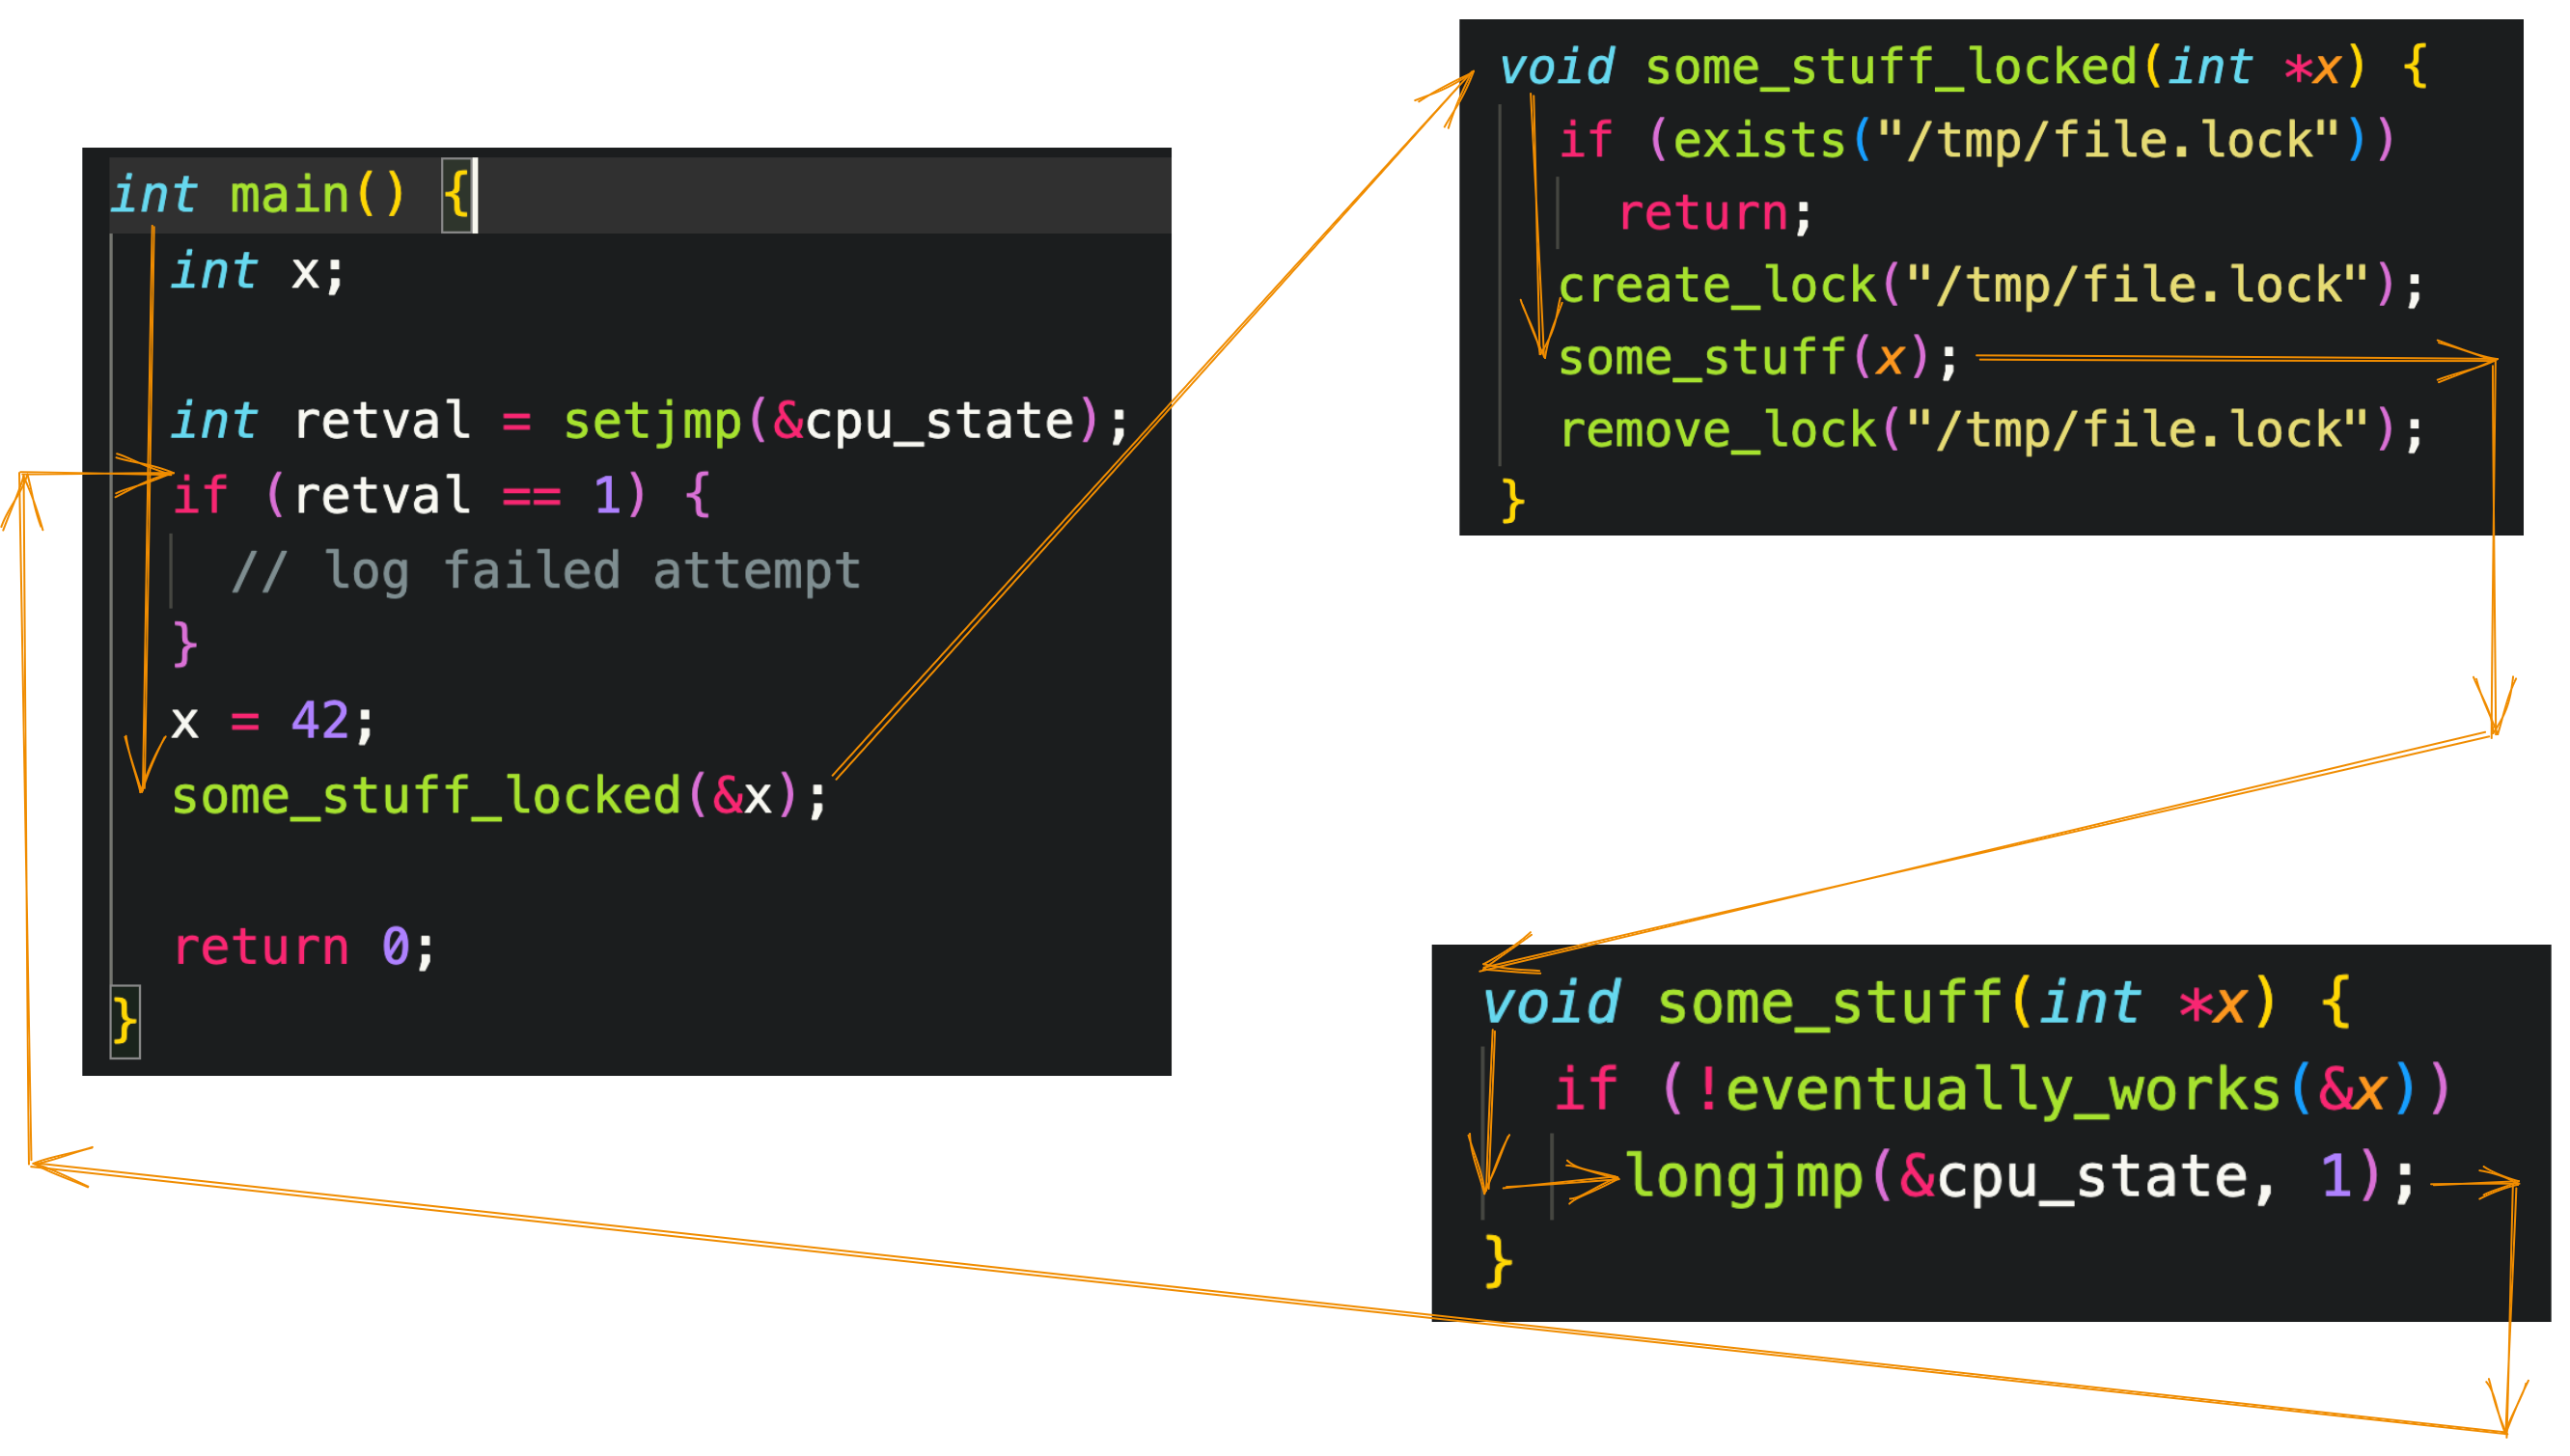 int main() {
int x;
int retval = setjmp(&cpu_state);
if (retval == 1) {
// log failed attempt
}
x = 42;
some_stuff_locked(&x);
return 0;
}
void some_stuff_locked(int *x) {
if (exists("/tmp/file.lock"))
return;
create_lock("/tmp/file.lock");
some_stuff(x);
remove_lock("/tmp/file.lock");
}
void some_stuff(int *x) {
if (!eventually_works(&x))
longjmp(&cpu_state, 1);
}